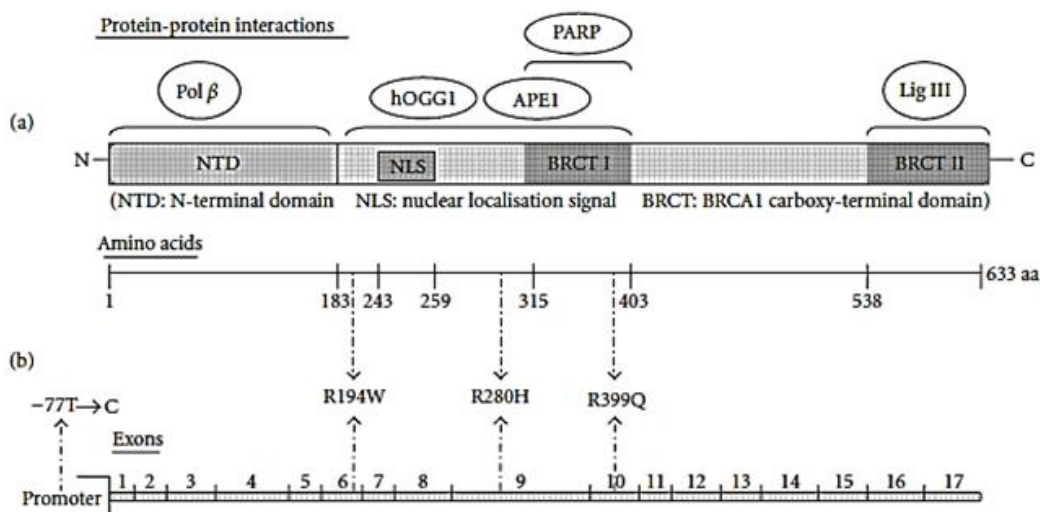 Protein-protein interactions
PARP
Pol β
hOGG1
APE1
Lig III
(a)
N
NTD
NLS
BRCT I
BRCT II
C
(NTD: N-terminal domain NLS: nuclear localisation signal BRCT: BRCA1 carboxy-terminal domain)
Amino acids
633 aa
1 183 243 259 315 403 538
(b)
−77T→C
R194W R280H R399Q
Exons
1 2 3 4 5 6 7 8 9 10 11 12 13 14 15 16 17
Promoter